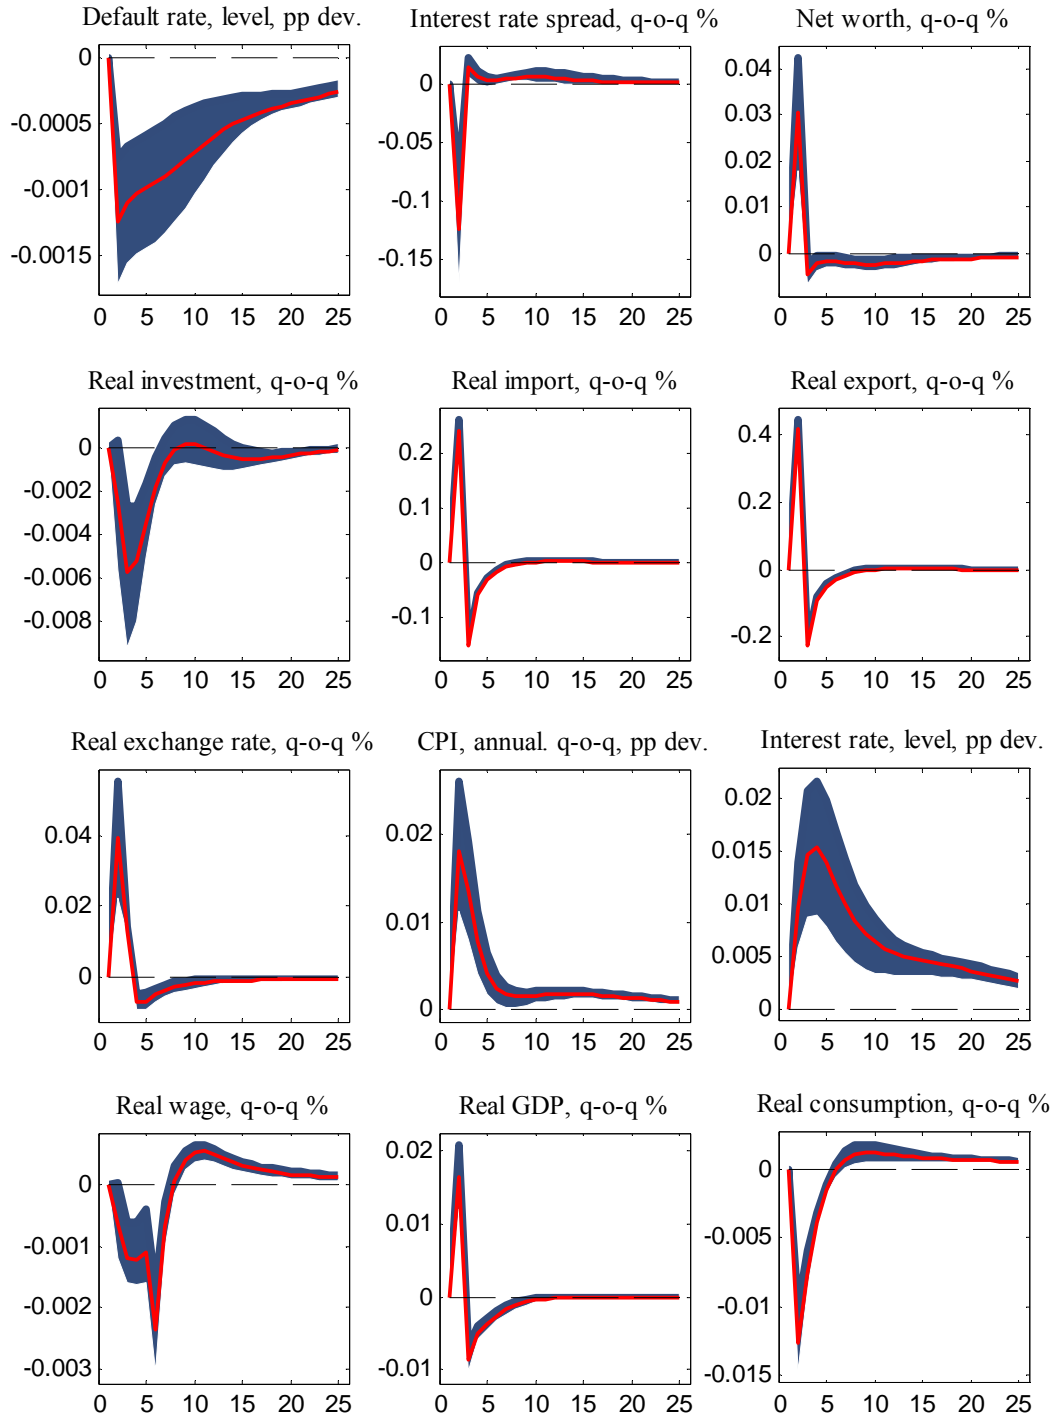 Default rate, level, pp dev.
Interest rate spread, q-o-q %
Net worth, q-o-q %
0
-0.0005
-0.001
-0.0015
0 5 10 15 20 25
0
-0.05
-0.1
-0.15
0 5 10 15 20 25
0.04
0.03
0.02
0.01
0
0 5 10 15 20 25
Real investment, q-o-q %
Real import, q-o-q %
Real export, q-o-q %
0
-0.002
-0.004
-0.006
-0.008
0 5 10 15 20 25
0.2
0.1
0
-0.1
0 5 10 15 20 25
0.4
0.2
0
-0.2
0 5 10 15 20 25
Real exchange rate, q-o-q %
CPI, annual. q-o-q, pp dev.
Interest rate, level, pp dev.
0.04
0.02
0
0 5 10 15 20 25
0.02
0.01
0
0 5 10 15 20 25
0.02
0.015
0.01
0.005
0
0 5 10 15 20 25
Real wage, q-o-q %
Real GDP, q-o-q %
Real consumption, q-o-q %
0
-0.001
-0.002
-0.003
0 5 10 15 20 25
0.02
0.01
0
-0.01
0 5 10 15 20 25
0
-0.005
-0.01
-0.015
0 5 10 15 20 25